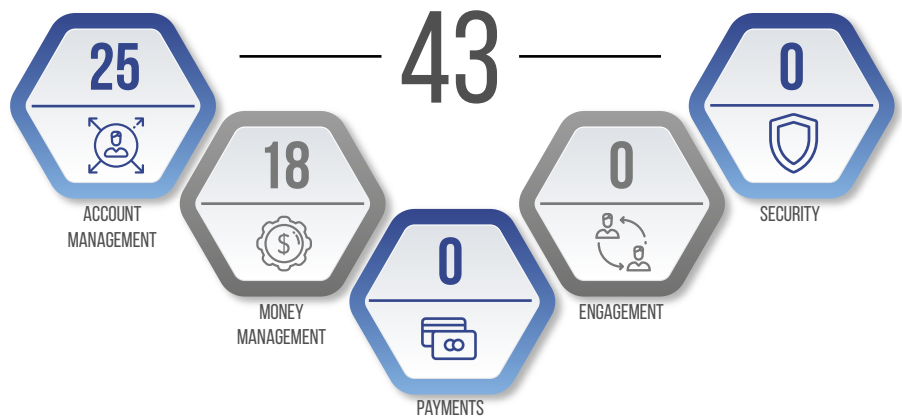 43
25
ACCOUNT
MANAGEMENT
18
$
MONEY
MANAGEMENT
0
PAYMENTS
0
ENGAGEMENT
0
SECURITY